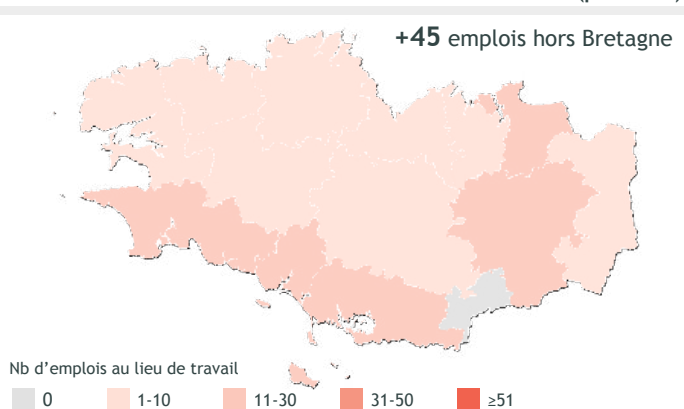 +45 emplois hors Bretagne
Nb d'emplois au lieu de travail
0 1-10 11-30 31-50 ≥51